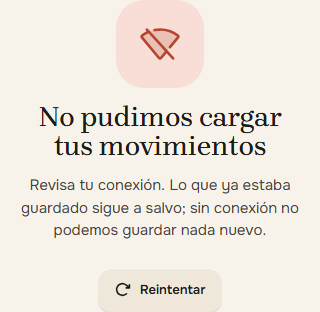 No pudimos cargar
tus movimientos
Revisa tu conexión. Lo que ya estaba
guardado sigue a salvo; sin conexión no
podemos guardar nada nuevo.
Reintentar